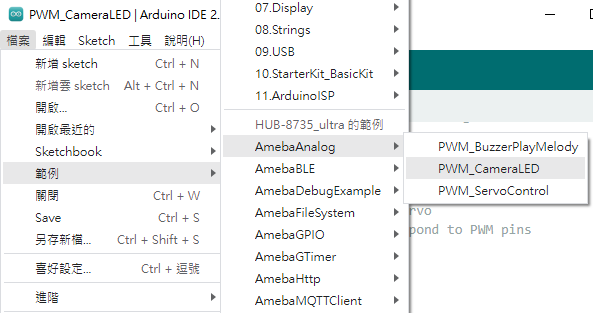 PWM_CameraLED | Arduino IDE 2.
檔案 編輯 Sketch 工具 說明(H)
新增 sketch Ctrl + N
新增雲 sketch Alt + Ctrl + N
開啟... Ctrl + O
開啟最近的
Sketchbook
範例
關閉 Ctrl + W
Save Ctrl + S
另存新檔... Ctrl + Shift + S
喜好設定... Ctrl + 逗號
進階
07.Display
08.Strings
09.USB
10.StarterKit_BasicKit
11.ArduinoISP
HUB-8735_ultra 的範例
AmebaAnalog
AmebaBLE
AmebaDebugExample
AmebaFileSystem
AmebaGPIO
AmebaGTimer
AmebaHttp
AmebaMQTTClient
PWM_BuzzerPlayMelody
PWM_CameraLED
PWM_ServoControl
rvo
pond to PWM pins